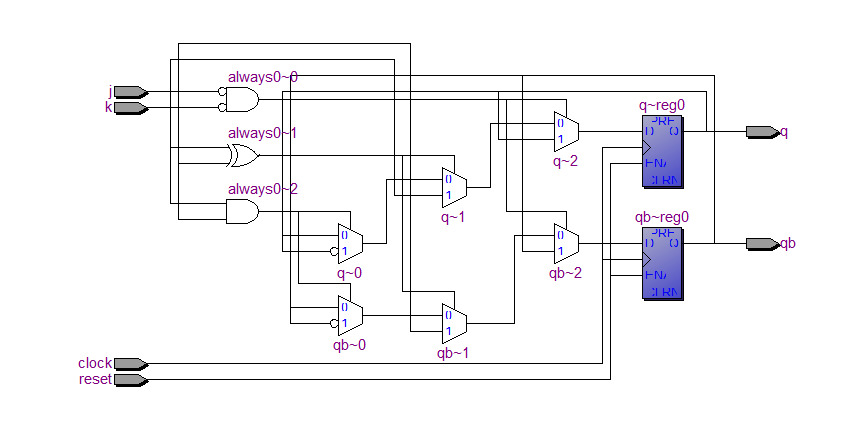 always0~0
j
k
q~reg0
PRE
D Q
ENA
CLRN
q
0
1
q~2
always0~1
0
1
q~1
always0~2
0
1
q~0
qb~reg0
PRE
D Q
ENA
CLRN
qb
0
1
qb~2
0
1
qb~0
0
1
qb~1
clock
reset